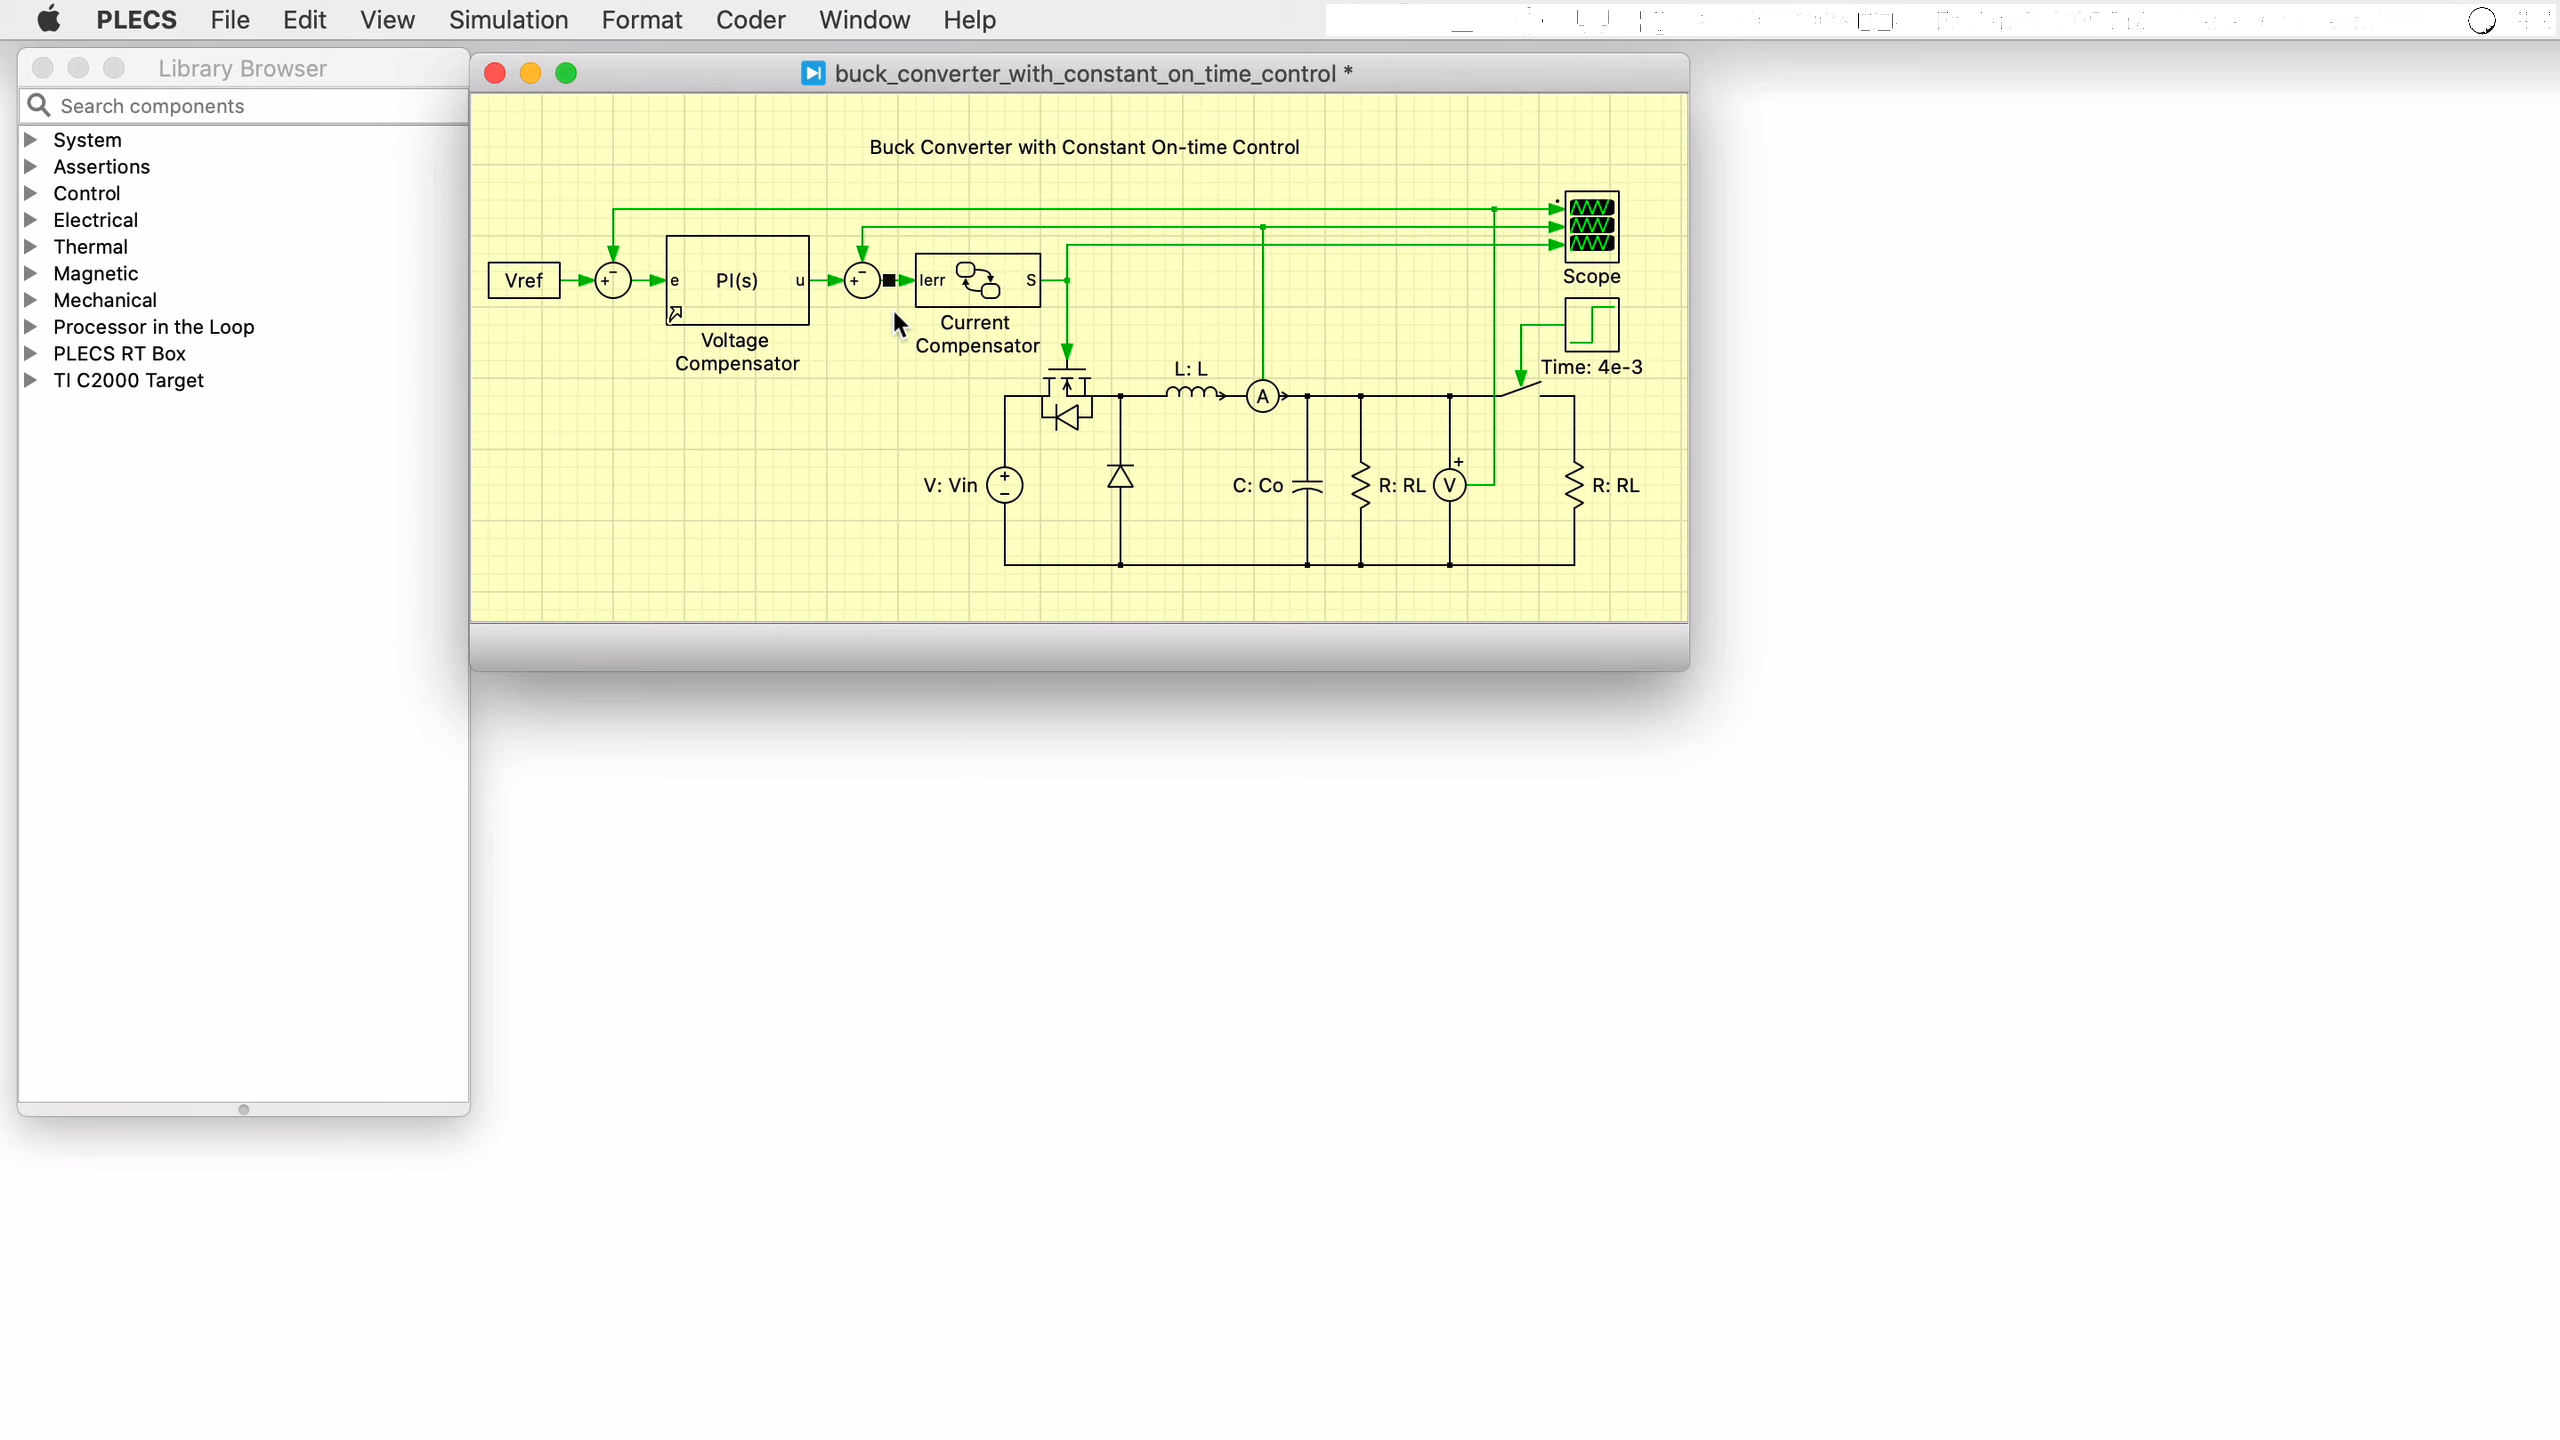 PLECS File Edit View Simulation Format Coder Window Help
Library Browser
Search components
System
Assertions
Control
Electrical
Thermal
Magnetic
Mechanical
Processor in the Loop
PLECS RT Box
TI C2000 Target
buck_converter_with_constant_on_time_control *
Buck Converter with Constant On-time Control
Vref
e PI(s) u
Voltage
Compensator
Ierr S
Current
Compensator
Scope
Time: 4e-3
L: L
A
V: Vin
C: Co
R: RL
V
R: RL